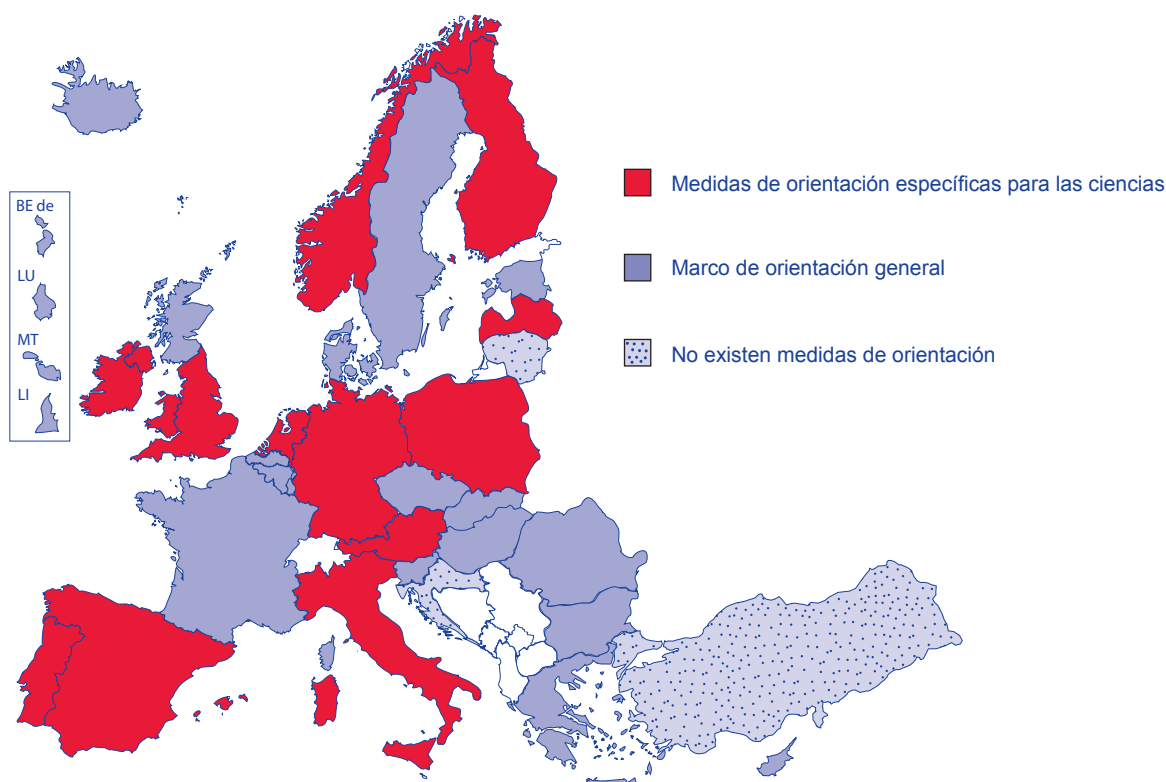 BE de
LU
MT
LI
Medidas de orientación específicas para las ciencias
Marco de orientación general
No existen medidas de orientación